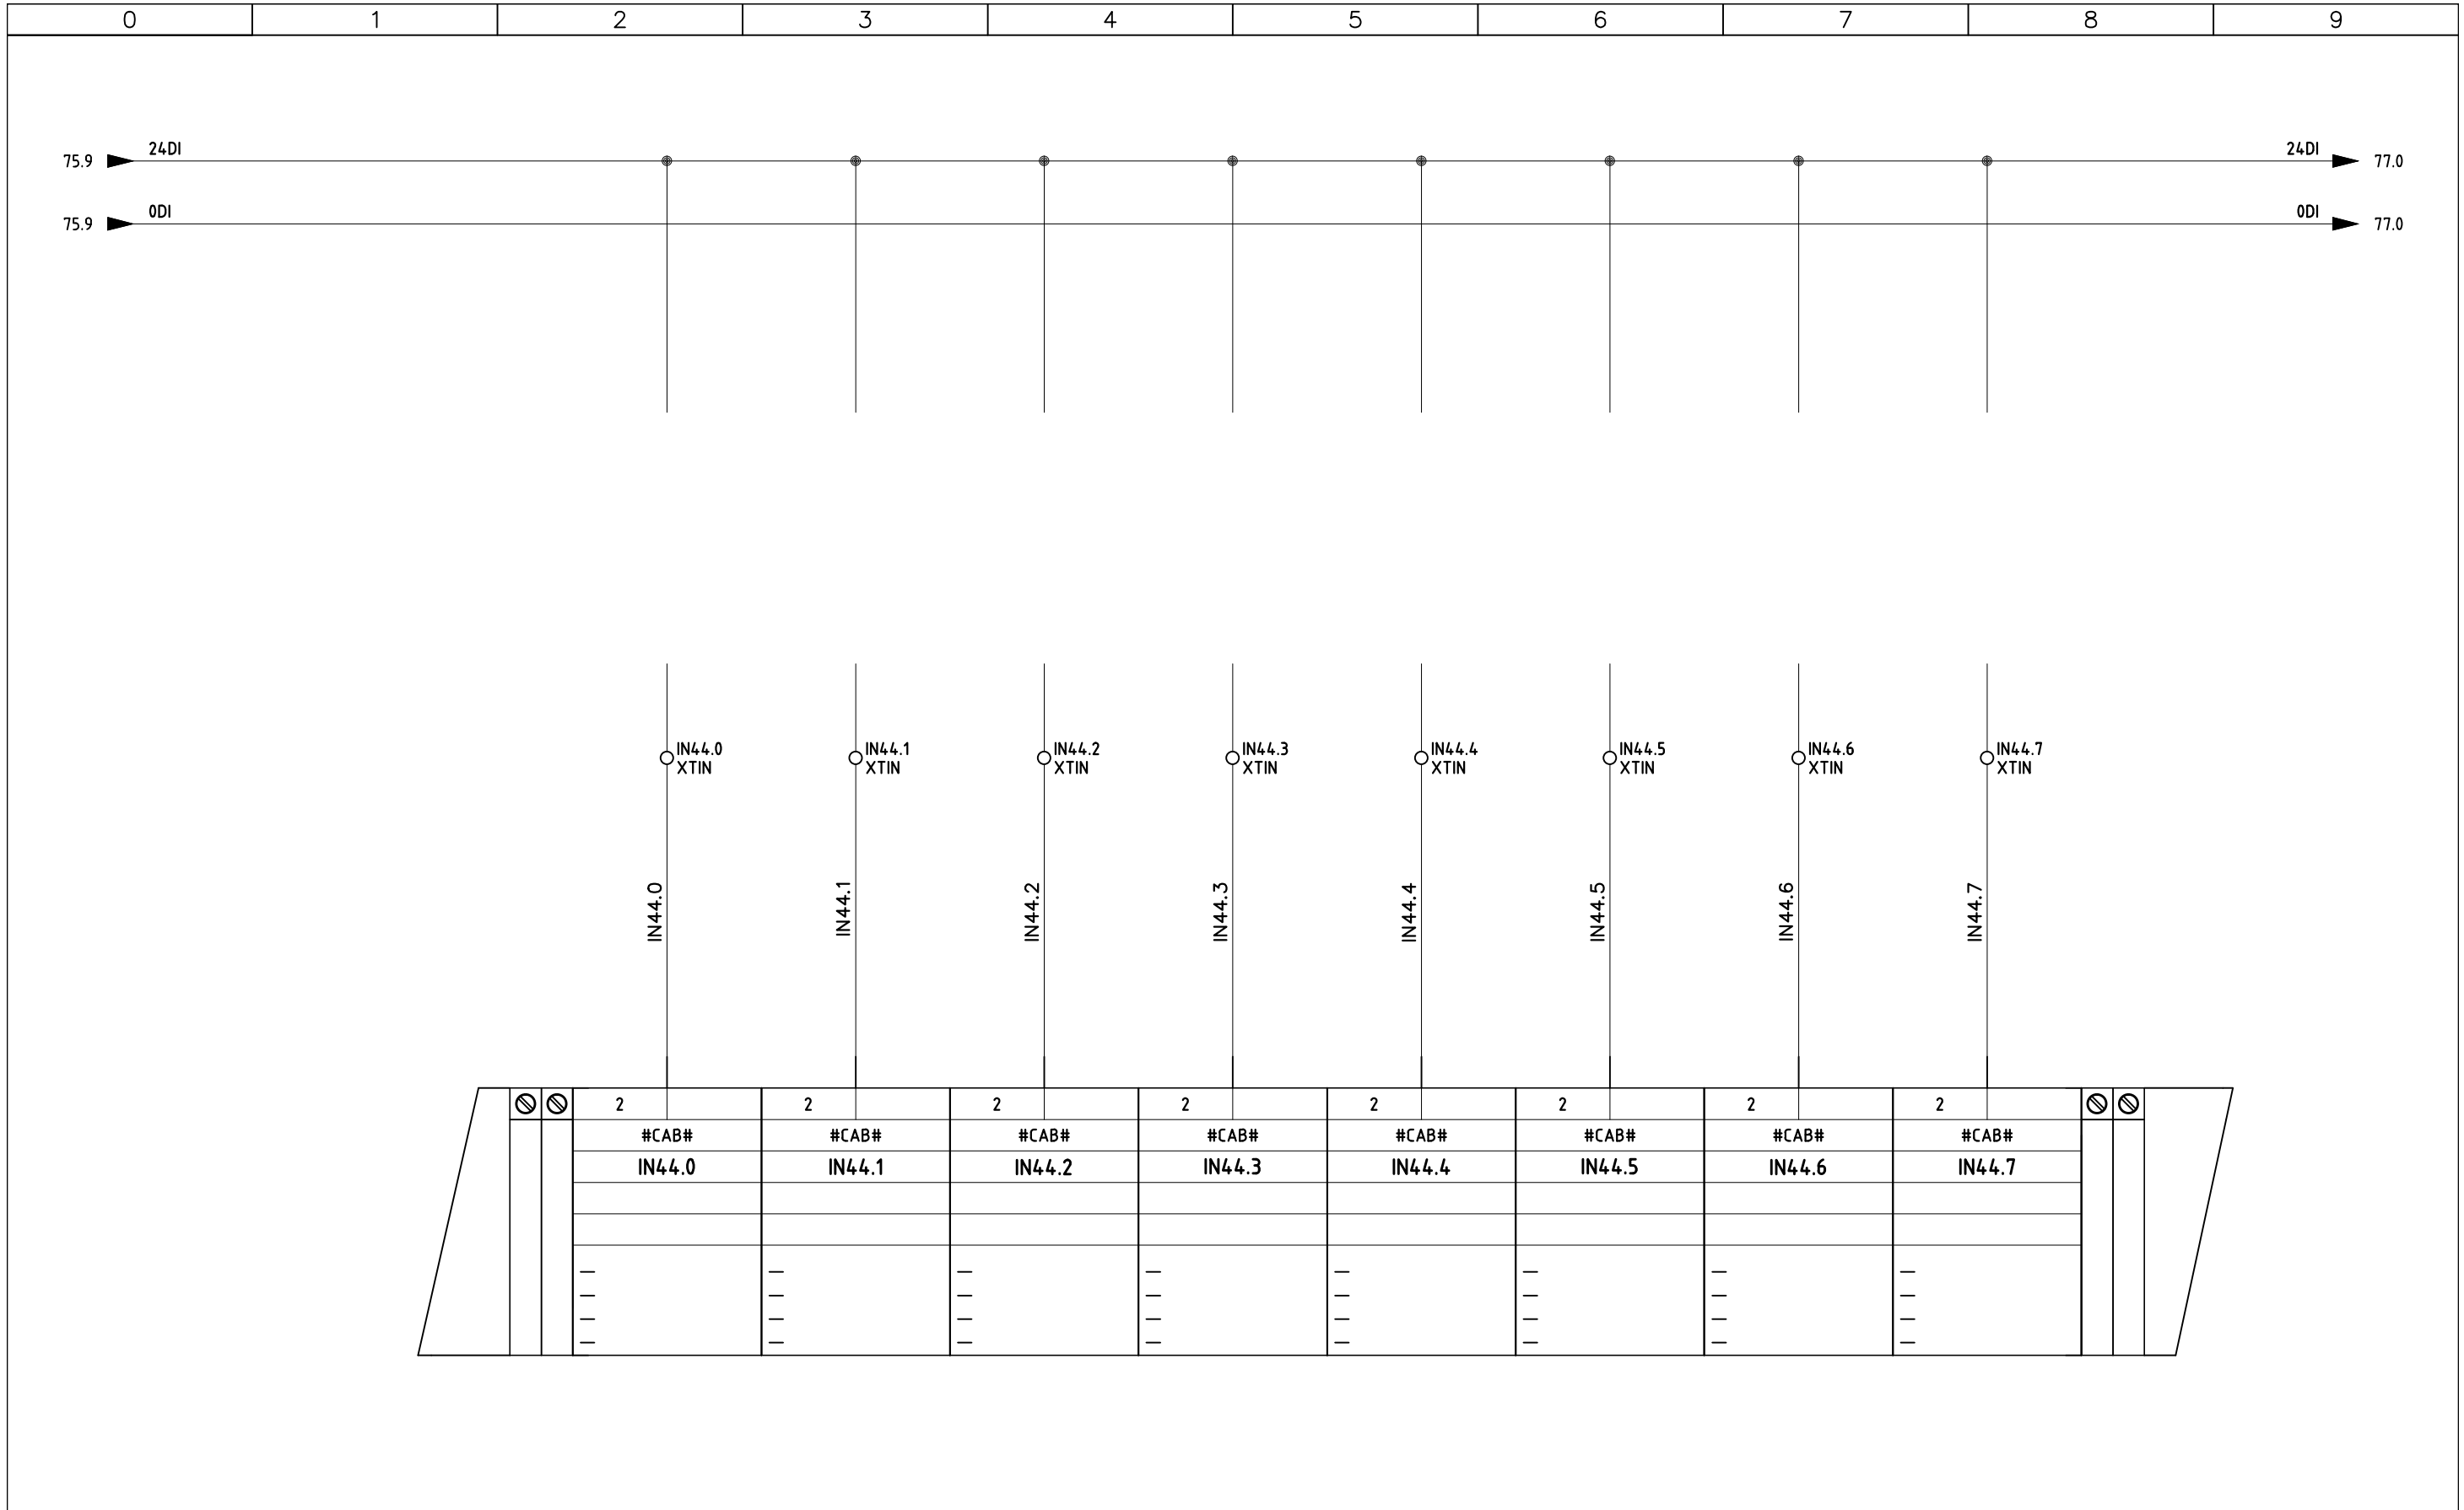 0 1 2 3 4 5 6 7 8 9
24DI 24DI
75.9 77.0
0DI 0DI
75.9 77.0
IN44.0 IN44.1 IN44.2 IN44.3 IN44.4 IN44.5 IN44.6 IN44.7
XTIN XTIN XTIN XTIN XTIN XTIN XTIN XTIN
IN44.0 IN44.1 IN44.2 IN44.3 IN44.4 IN44.5 IN44.6 IN44.7
2 2 2 2 2 2 2 2
#CAB# #CAB# #CAB# #CAB# #CAB# #CAB# #CAB# #CAB#
IN44.0 IN44.1 IN44.2 IN44.3 IN44.4 IN44.5 IN44.6 IN44.7